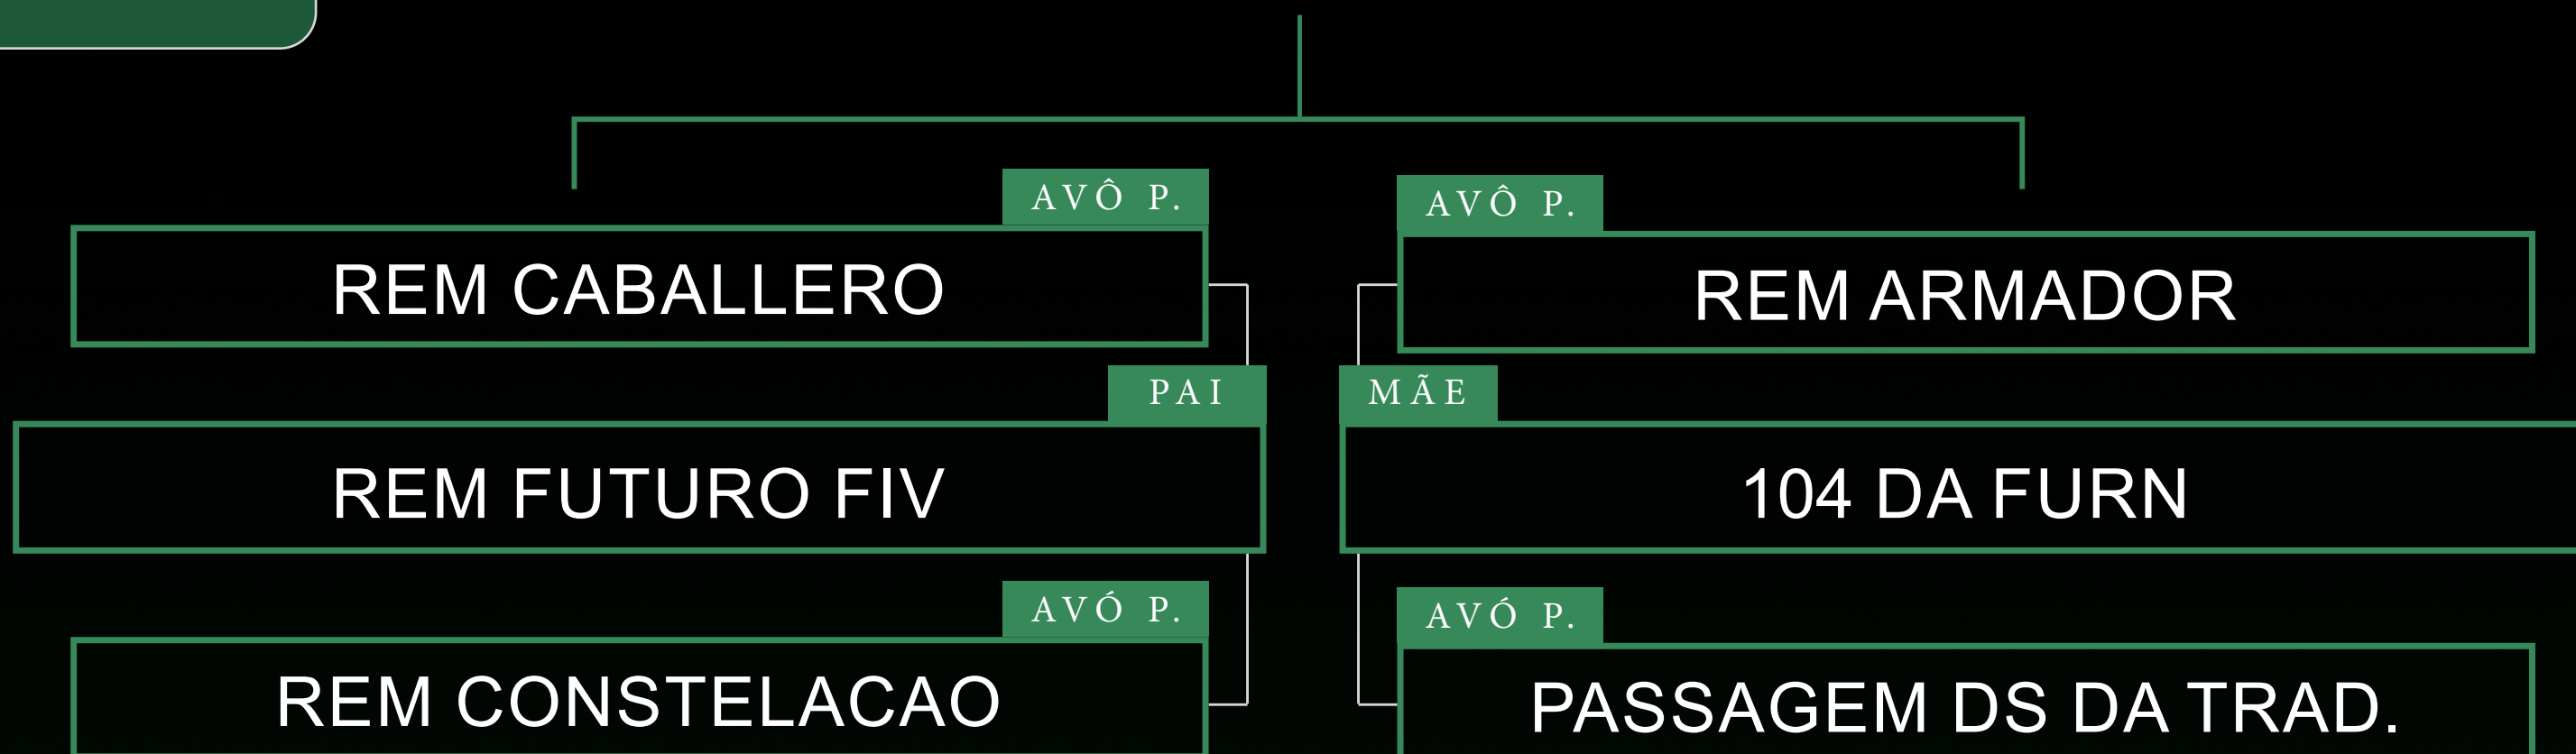 AVÔ P.
REM CABALLERO
PAI
REM FUTURO FIV
AVÓ P.
REM CONSTELACAO
AVÔ P.
REM ARMADOR
MÃE
104 DA FURN
AVÓ P.
PASSAGEM DS DA TRAD.